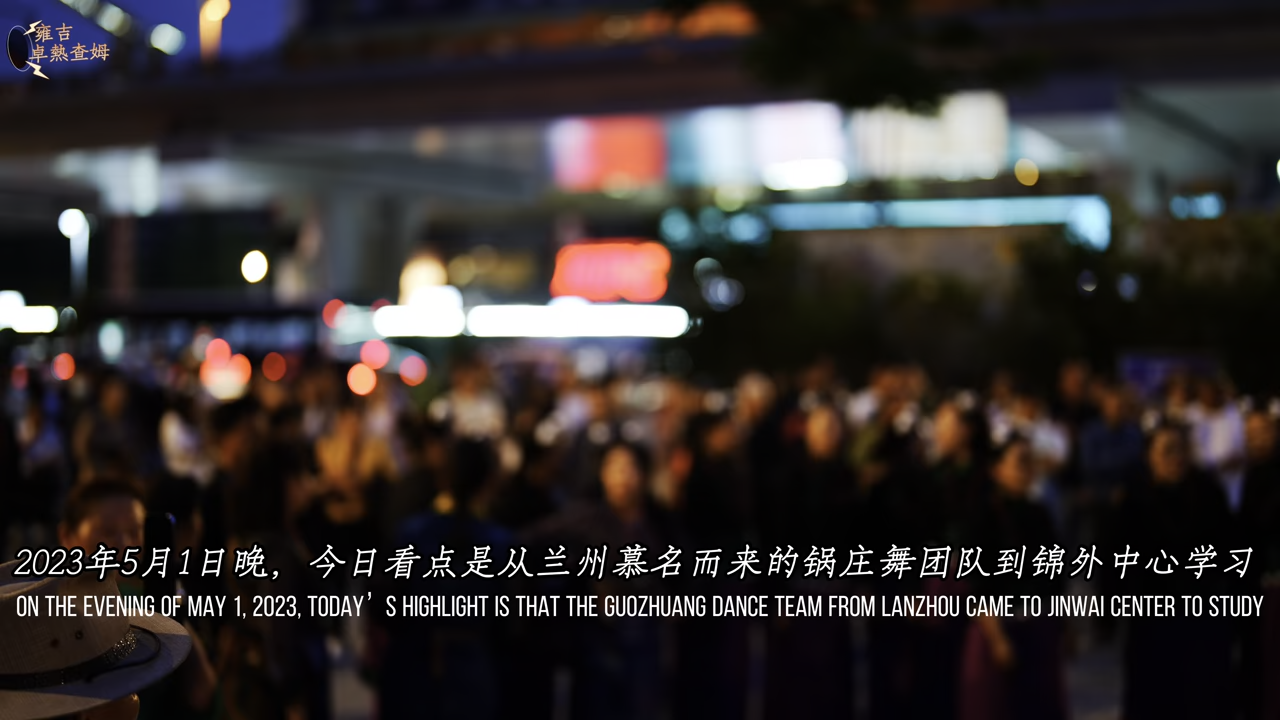 雍吉
卓熱查姆
2023年5月1日晚，今日看点是从兰州慕名而来的锅庄舞团队到锦外中心学习
ON THE EVENING OF MAY 1, 2023, TODAY’S HIGHLIGHT IS THAT THE GUOZHUANG DANCE TEAM FROM LANZHOU CAME TO JINWAI CENTER TO STUDY